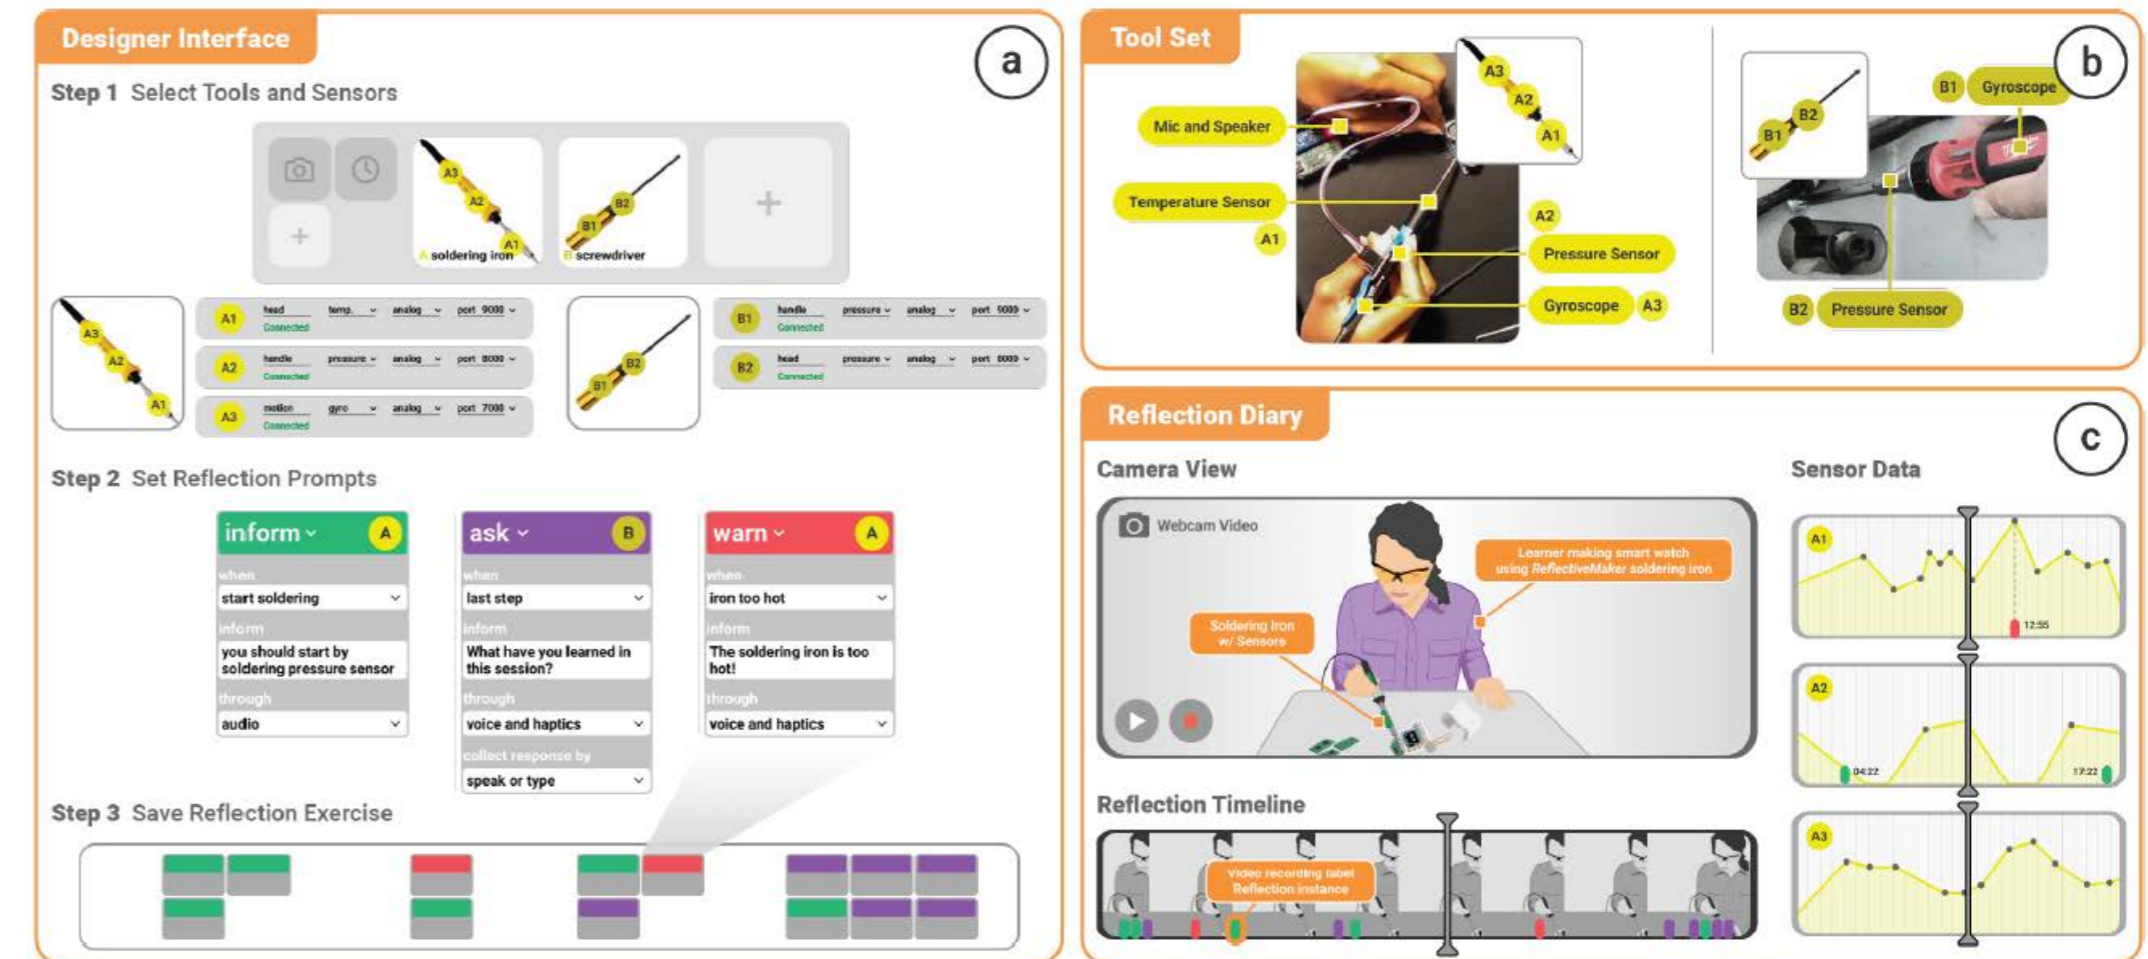 Designer Interface
a
Step 1 Select Tools and Sensors
A3
A2
A1
A soldering iron
B2
B1
B screwdriver
A3
A2
A1
A1 head temp. analog port 9000
Connected
A2 handle pressure analog port 8000
Connected
A3 motion gyro analog port 7000
Connected
B2
B1
B1 handle pressure analog port 9000
Connected
B2 head pressure analog port 8000
Connected
Step 2 Set Reflection Prompts
inform A
when
start soldering
inform
you should start by
soldering pressure sensor
through
audio
ask B
when
last step
inform
What have you learned in
this session?
through
voice and haptics
collect response by
speak or type
warn A
when
iron too hot
inform
The soldering iron is too
hot!
through
voice and haptics
Step 3 Save Reflection Exercise
Tool Set
b
Mic and Speaker
Temperature Sensor
A1
A3
A2
A1
A2
Pressure Sensor
Gyroscope A3
B2
B1
B1 Gyroscope
B2 Pressure Sensor
Reflection Diary
c
Camera View
Webcam Video
Learner making smart watch
using ReflectiveMaker soldering iron
Soldering Iron
w/ Sensors
Reflection Timeline
Video recording label
Reflection instance
Sensor Data
A1
12:55
A2
04:22
17:22
A3